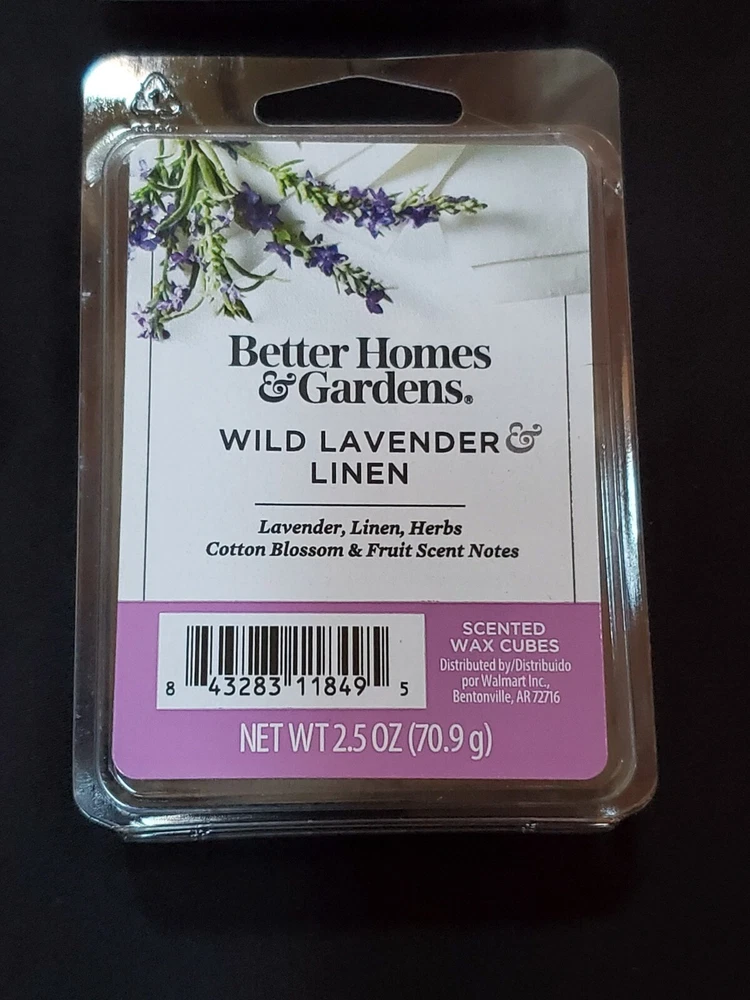 Better Homes
& Gardens®
WILD LAVENDER &
LINEN
Lavender, Linen, Herbs
Cotton Blossom & Fruit Scent Notes
8 43283 11849 5
SCENTED
WAX CUBES
Distributed by/Distribuido
por Walmart Inc.,
Bentonville, AR 72716
NET WT 2.5 OZ (70.9 g)